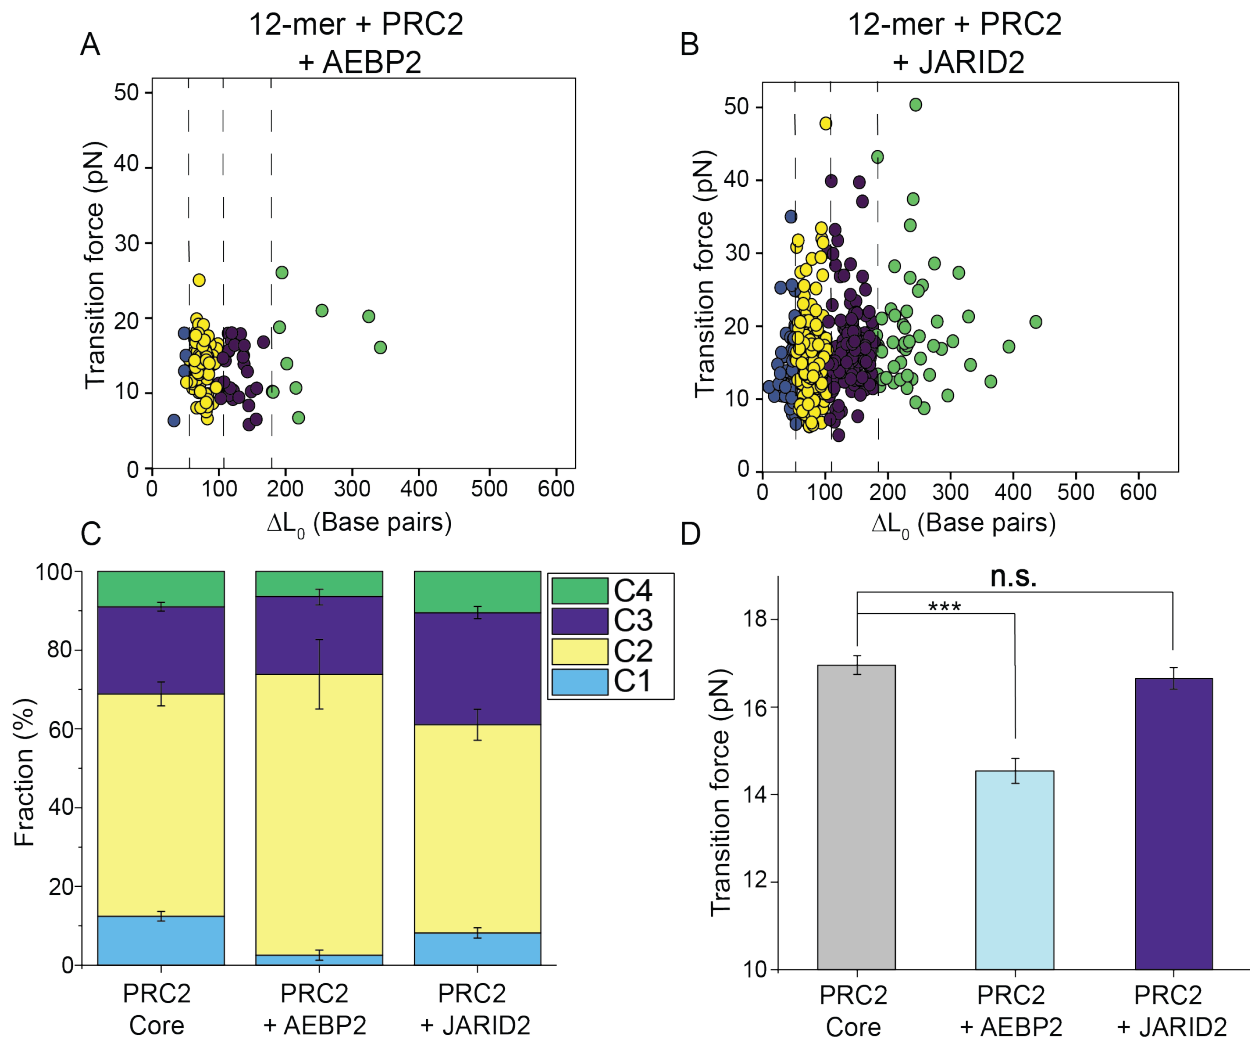 A
12-mer + PRC2
+ AEBP2
Transition force (pN)
50
40
30
20
10
0
0 100 200 300 400 500 600
ΔL0 (Base pairs)
B
12-mer + PRC2
+ JARID2
Transition force (pN)
50
40
30
20
10
0
0 100 200 300 400 500 600
ΔL0 (Base pairs)
C
Fraction (%)
100
80
60
40
20
0
PRC2
Core
PRC2
+ AEBP2
PRC2
+ JARID2
C4
C3
C2
C1
D
n.s.
***
Transition force (pN)
18
16
14
12
10
PRC2
Core
PRC2
+ AEBP2
PRC2
+ JARID2